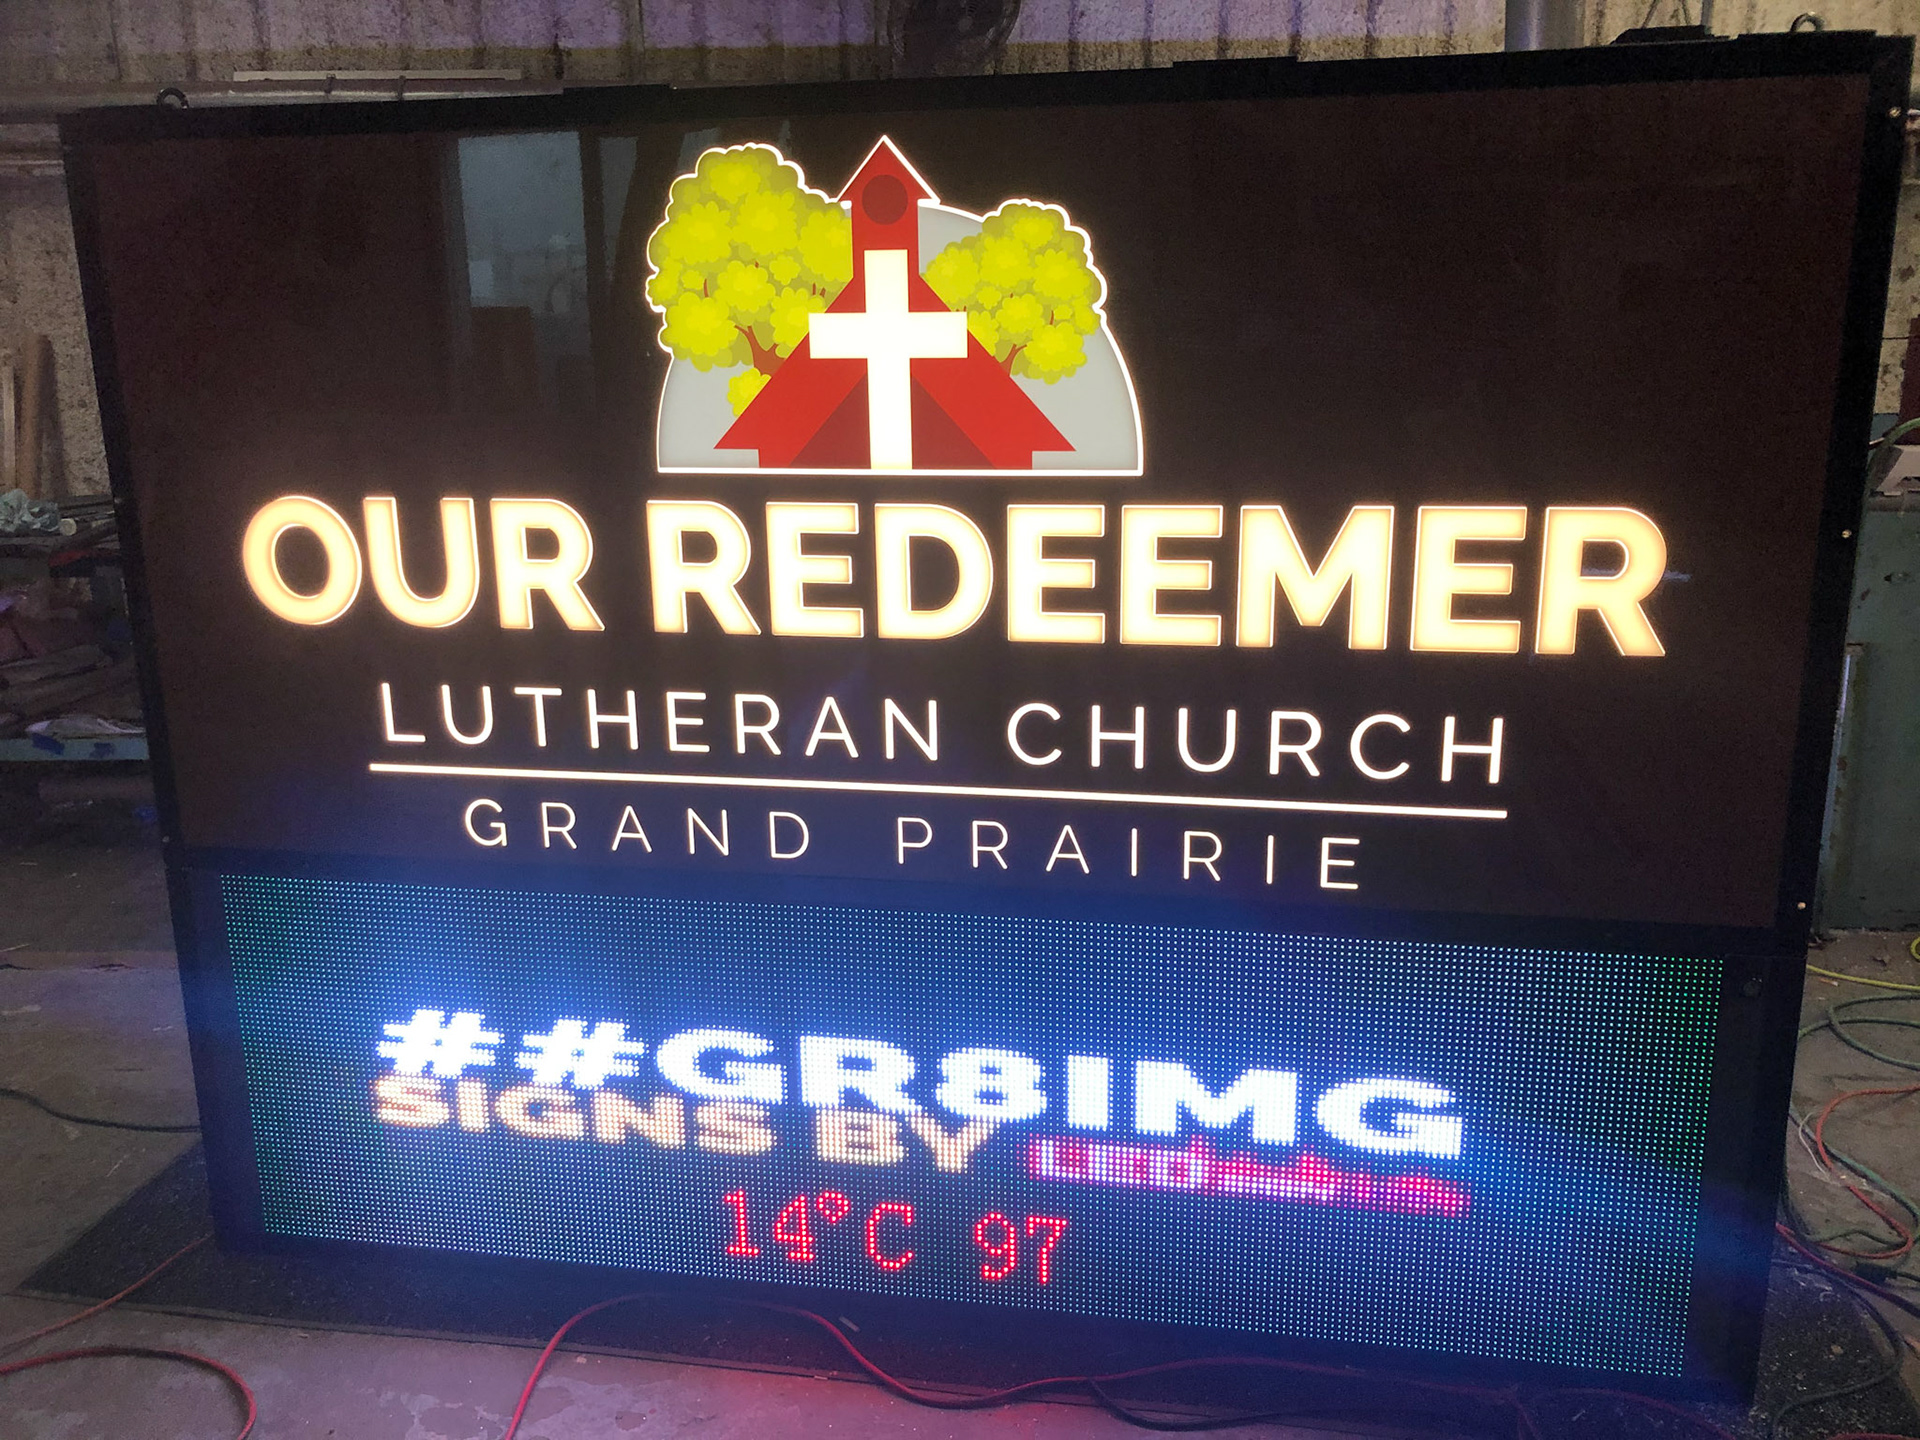 OUR REDEEMER
LUTHERAN CHURCH
GRAND PRAIRIE
##GR8IMG
SIGNS BY
14°C 97